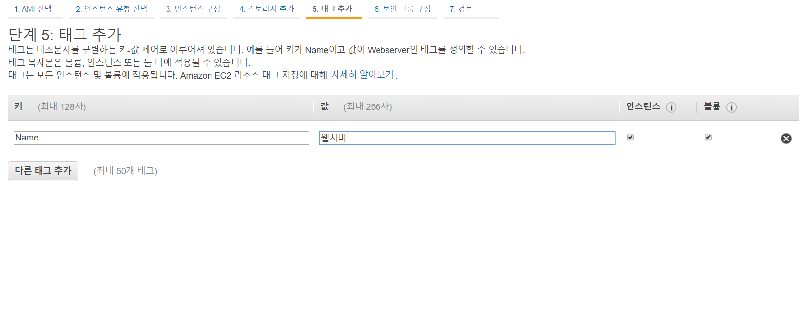 1. AMI 선택 2. 인스턴스 유형 선택 3. 인스턴스 구성 4. 스토리지 추가 5. 태그 추가 6. 보안 그룹 구성 7. 검토
단계 5: 태그 추가
태그는 대소문자를 구별하는 키-값 페어로 이루어져 있습니다. 예를 들어 키가 Name이고 값이 Webserver인 태그를 정의할 수 있습니다.
태그 복사본은 볼륨, 인스턴스 또는 둘 다에 적용될 수 있습니다.
태그는 모든 인스턴스 및 볼륨에 적용됩니다. Amazon EC2 리소스 태그 지정에 대해 자세히 알아보기.
키 (최대 128자) 값 (최대 256자) 인스턴스 볼륨
Name 웹서버
다른 태그 추가 (최대 50개 태그)